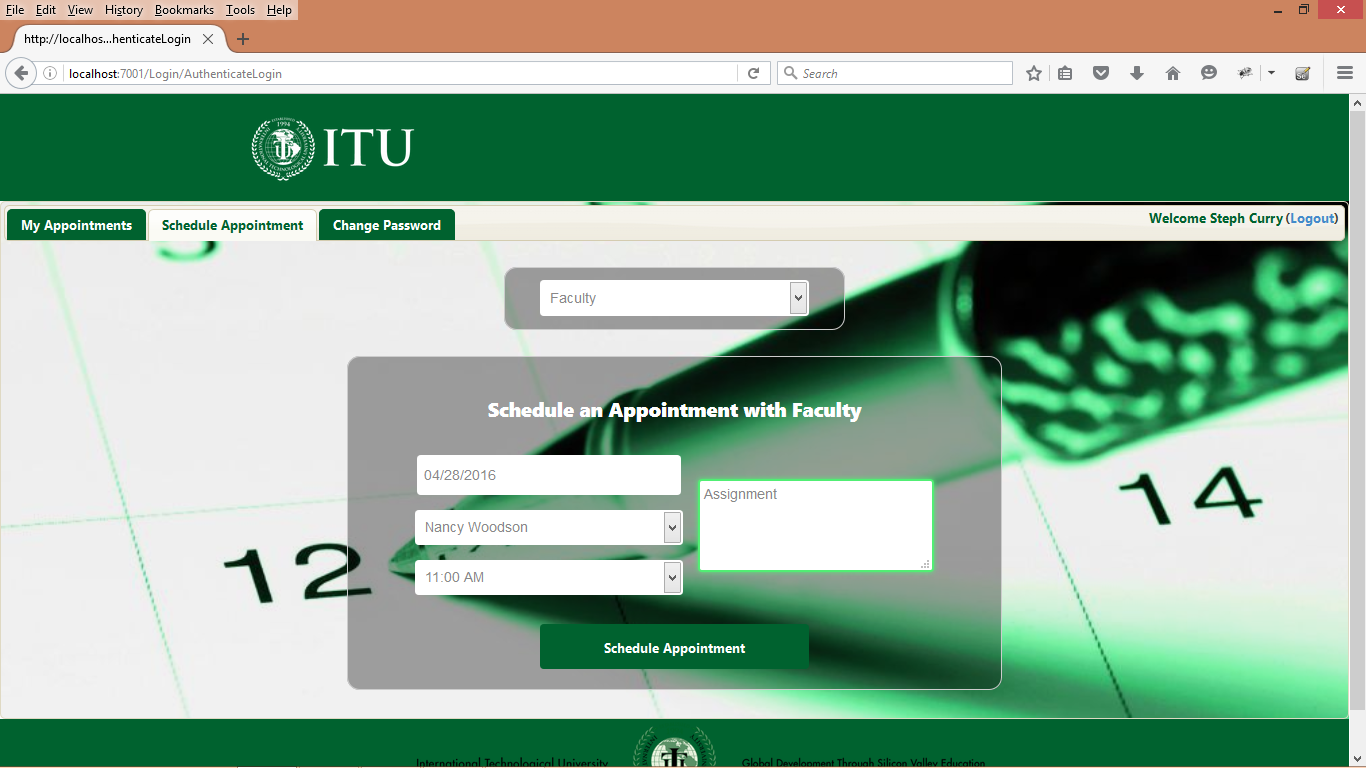 File Edit View History Bookmarks Tools Help
http://localhos...henticateLogin
localhost:7001/Login/AuthenticateLogin
Search
1994
ITU
My Appointments
Schedule Appointment
Change Password
Welcome Steph Curry (Logout)
Faculty
Schedule an Appointment with Faculty
04/28/2016
Assignment
Nancy Woodson
11:00 AM
Schedule Appointment
12
14
International Technological University
Global Development Through Silicon Valley Education